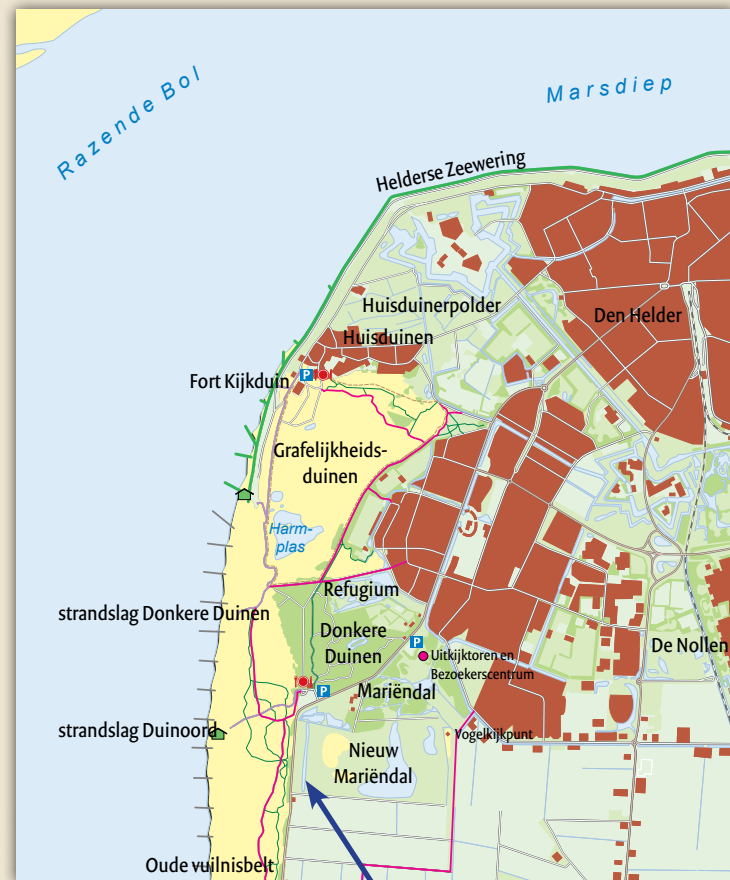 Razende Bol
Marsdiep
Helderse Zeewering
Huisduinerpolder
Den Helder
Huisduinen
Fort Kijkduin
P
Grafelijkheids-
duinen
Harm-
plas
Refugium
strandslag Donkere Duinen
Donkere
Duinen
P
Uitkijktoren en
Bezoekerscentrum
De Nollen
Mariëndal
P
strandslag Duinoord
Vogelkijkpunt
Nieuw
Mariëndal
Oude vuilnisbelt